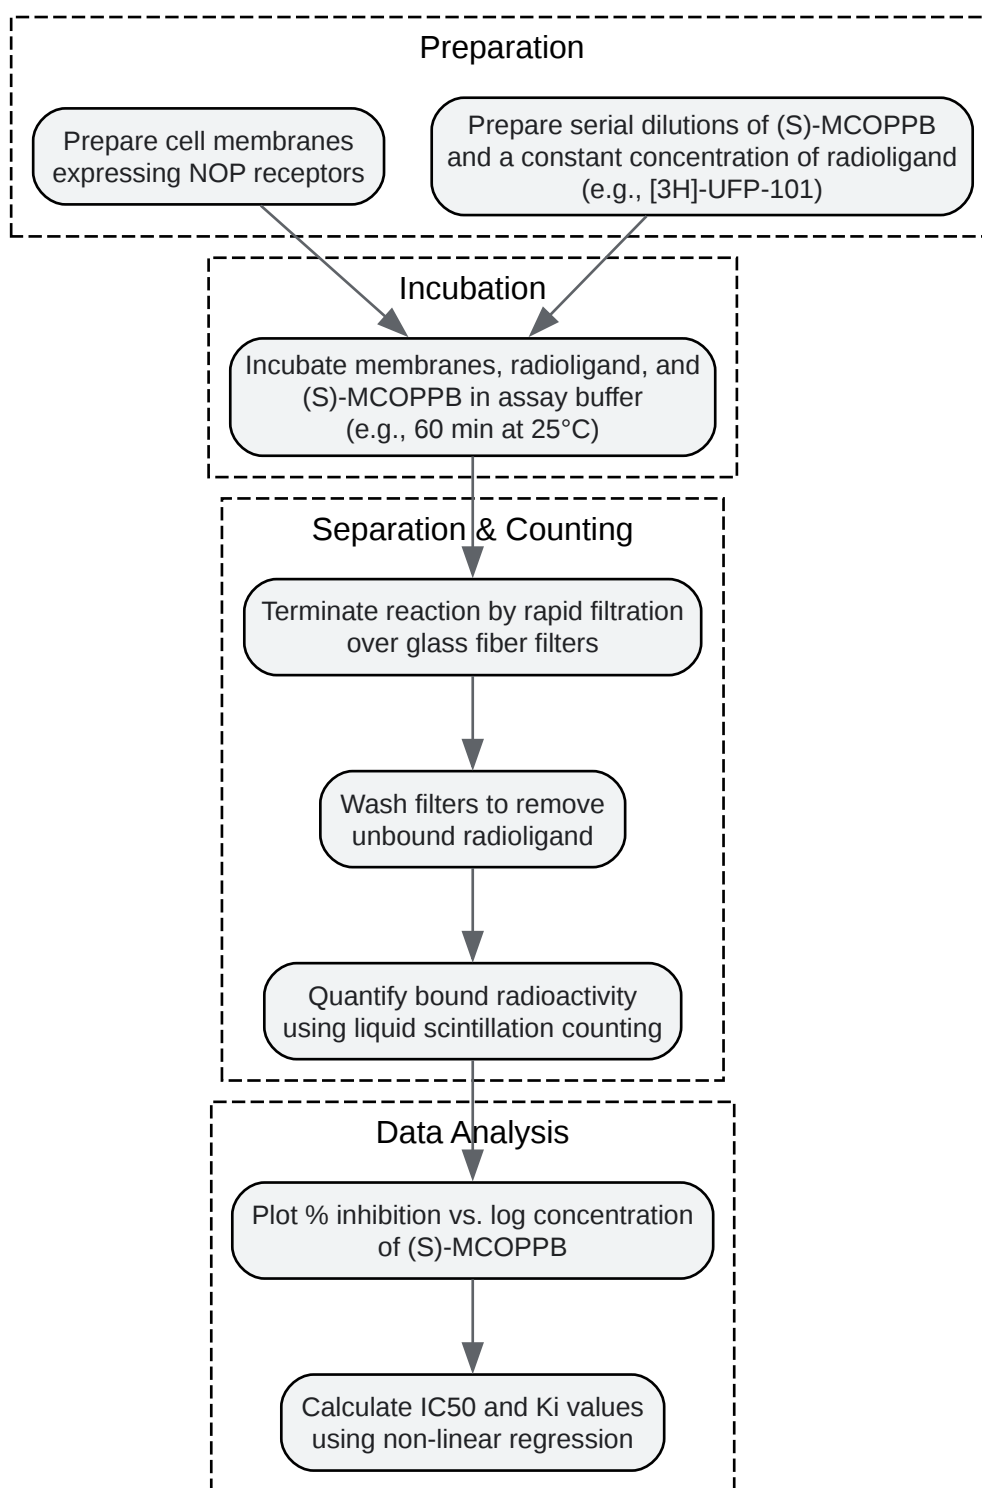 Preparation
Prepare cell membranes
expressing NOP receptors
Prepare serial dilutions of (S)-MCOPPB
and a constant concentration of radioligand
(e.g., [3H]-UFP-101)
Incubation
Incubate membranes, radioligand, and
(S)-MCOPPB in assay buffer
(e.g., 60 min at 25°C)
Separation & Counting
Terminate reaction by rapid filtration
over glass fiber filters
Wash filters to remove
unbound radioligand
Quantify bound radioactivity
using liquid scintillation counting
Data Analysis
Plot % inhibition vs. log concentration
of (S)-MCOPPB
Calculate IC50 and Ki values
using non-linear regression